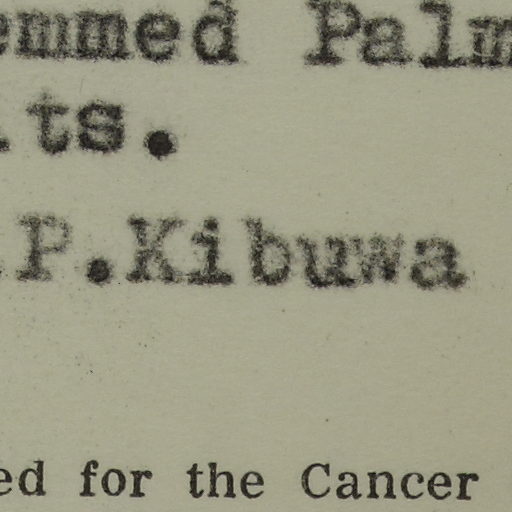 emmed Palm
.ts.
.P.Kibuwa
ed for the Cancer